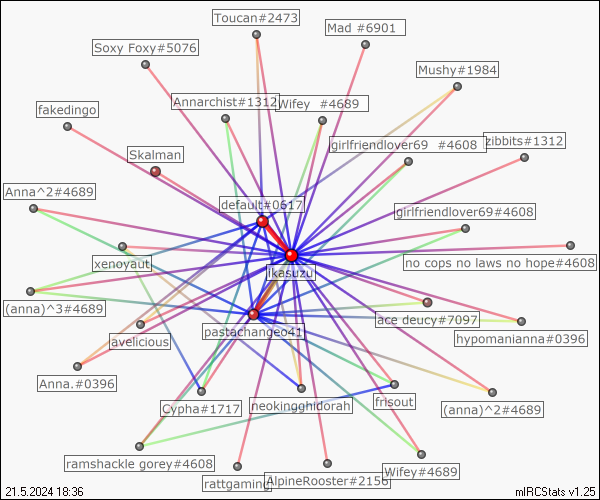 Toucan#2473
Mad #6901
Soxy Foxy#5076
Mushy#1984
Annarchist#1312
Wifey #4689
fakedingo
girlfriendlover69 #4608
zibbits#1312
Skalman
Anna^2#4689
default#0617
girlfriendlover69#4608
xenoyaut
no cops no laws no hope#4608
ikasuzu
(anna)^3#4689
ace deucy#7097
pastachangeo41
hypomanianna#0396
avelicious
Anna.#0396
Cypha#1717
neokingghidorah
frisout
(anna)^2#4689
ramshackle gorey#4608
rattgaming
AlpineRooster#2156
Wifey#4689
21.5.2024 18:36
mIRCStats v1.25